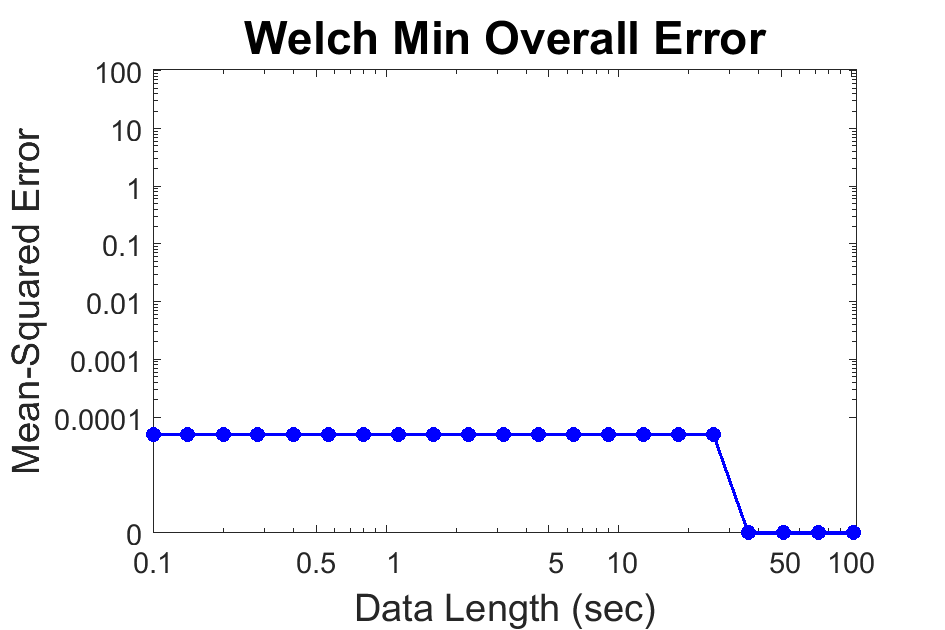 Welch Min Overall Error
Mean-Squared Error
100
10
1
0.1
0.01
0.001
0.0001
0
0.1 0.5 1 5 10 50 100
Data Length (sec)